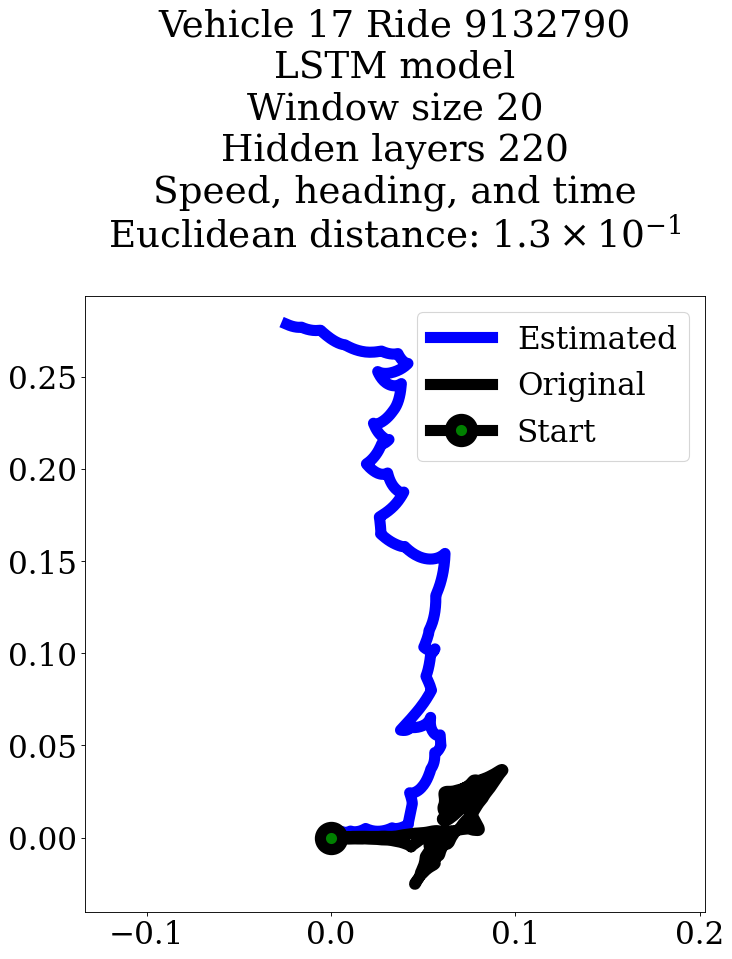 Vehicle 17 Ride 9132790
LSTM model
Window size 20
Hidden layers 220
Speed, heading, and time
Euclidean distance: 1.3 × 10⁻¹
Estimated
Original
Start
0.25
0.20
0.15
0.10
0.05
0.00
−0.1
0.0
0.1
0.2